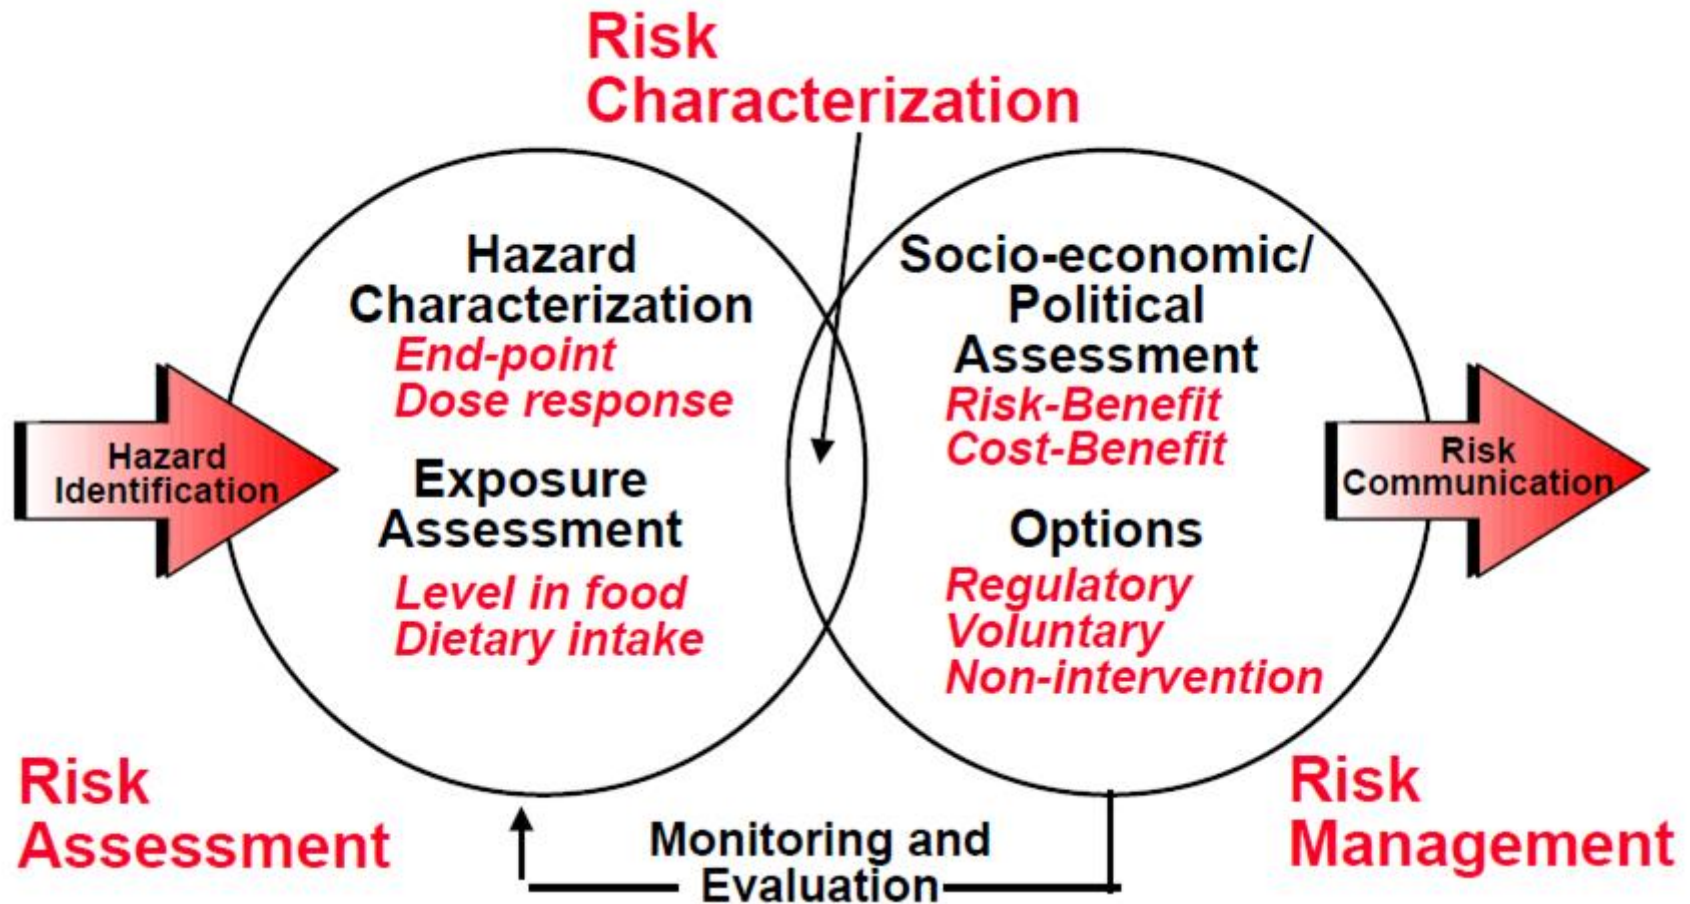 Risk
Characterization
Hazard
Characterization
End-point
Dose response
Exposure
Assessment
Level in food
Dietary intake
Hazard
Identification
Socio-economic/
Political
Assessment
Risk-Benefit
Cost-Benefit
Options
Regulatory
Voluntary
Non-intervention
Risk
Communication
Risk
Assessment
Monitoring and
Evaluation
Risk
Management